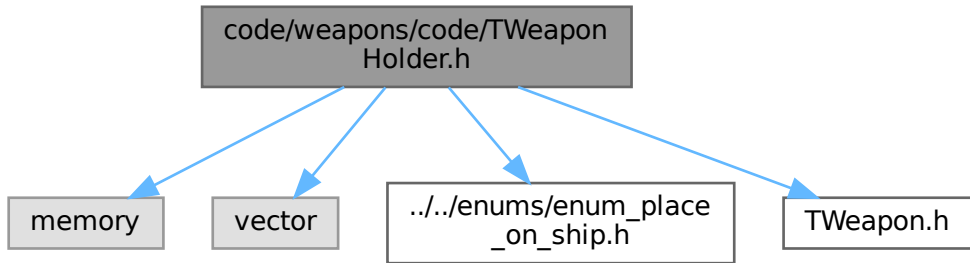 code/weapons/code/TWeapon
Holder.h
memory
vector
../../enums/enum_place
_on_ship.h
TWeapon.h